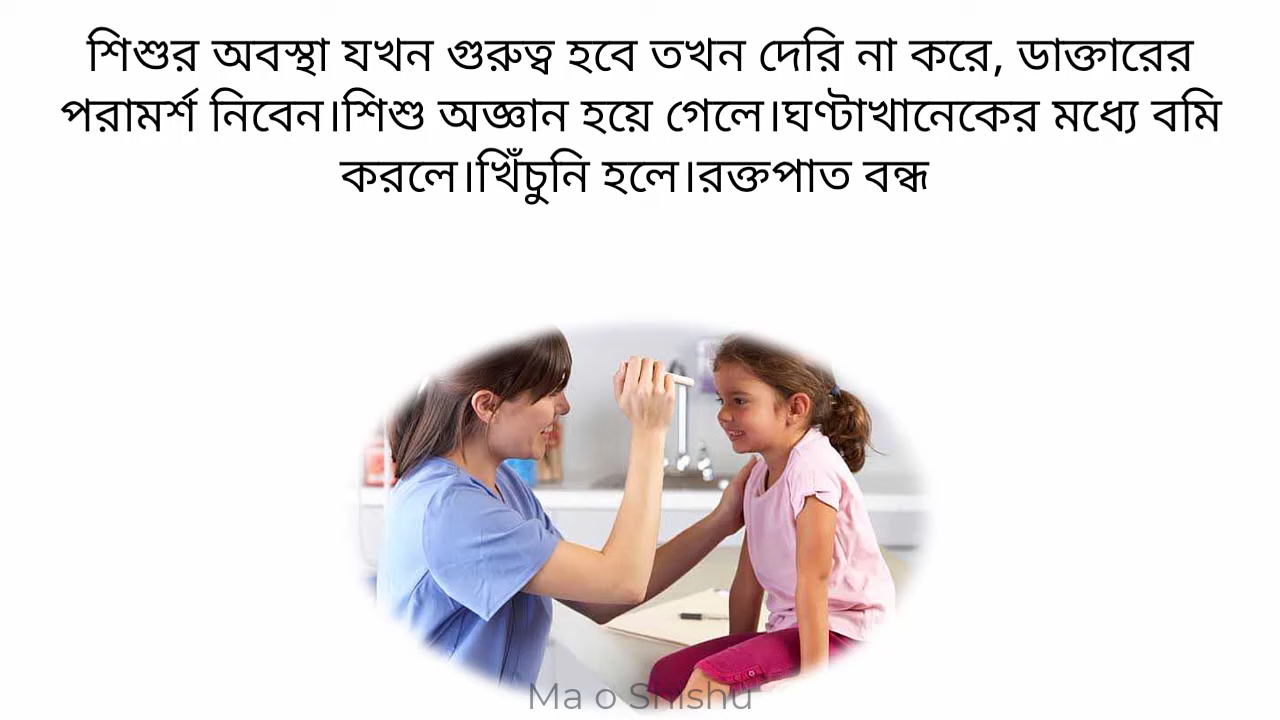 শিশুর অবস্থা যখন গুরুত্ব হবে তখন দেরি না করে, ডাক্তারের
পরামর্শ নিবেন।শিশু অজ্ঞান হয়ে গেলে।ঘণ্টাখানেকের মধ্যে বমি
করলে।খিঁচুনি হলে।রক্তপাত বন্ধ
Ma o Shishu